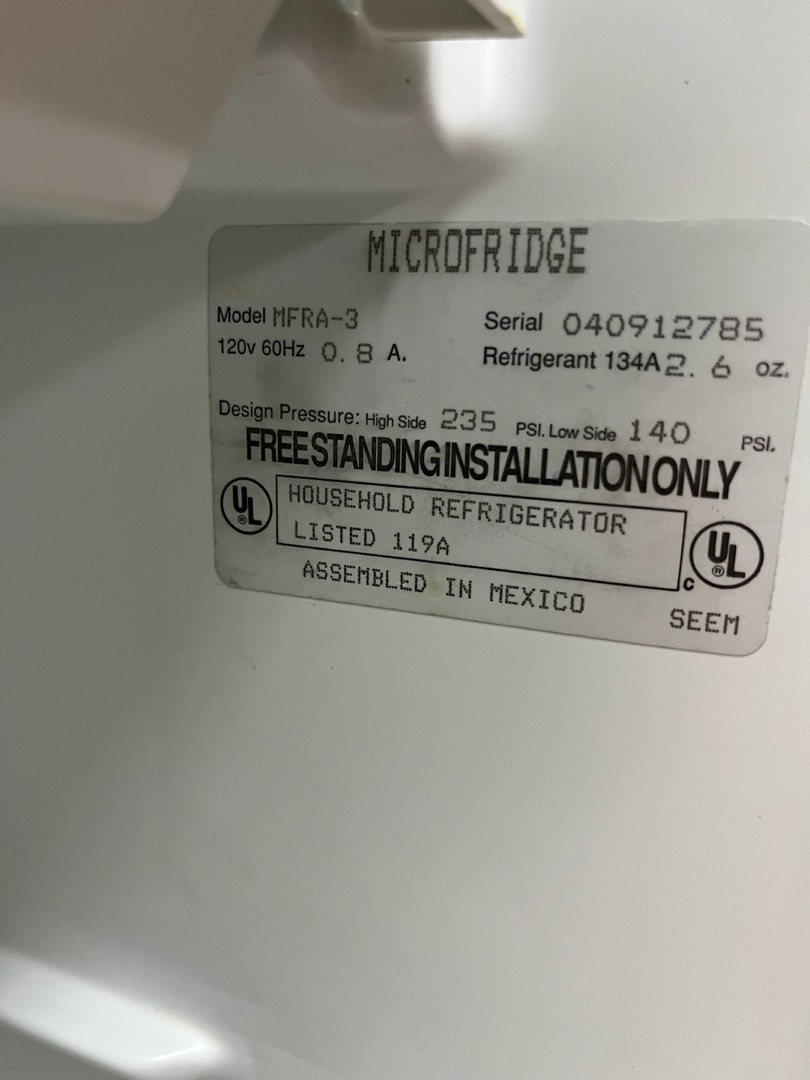 MICROFRIDGE
Model MFRA-3 Serial 040912785
120v 60Hz 0.8 A. Refrigerant 134A 2.6 oz.
Design Pressure: High Side 235 PSI. Low Side 140 PSI.
FREE STANDING INSTALLATION ONLY
UL ® HOUSEHOLD REFRIGERATOR
LISTED 119A c UL ®
ASSEMBLED IN MEXICO SEEM